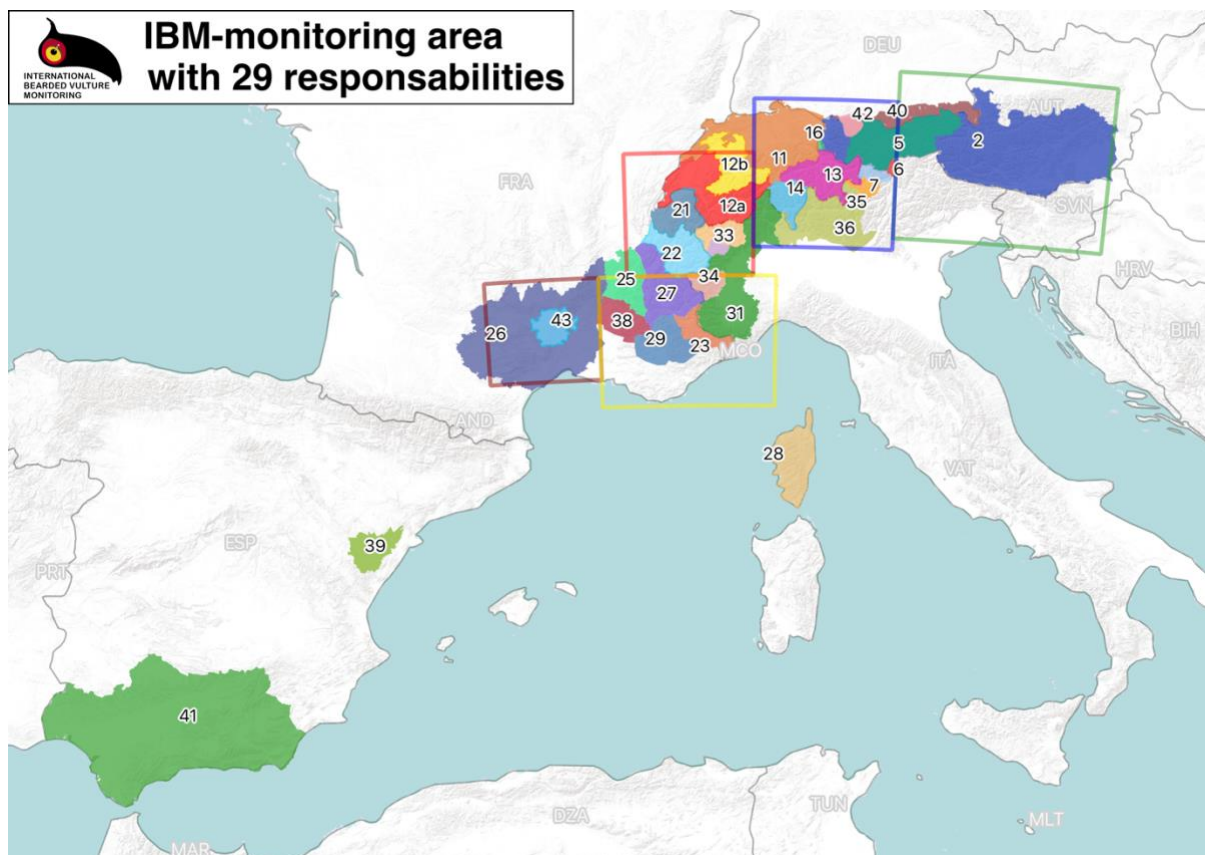 IBM-monitoring area
with 29 responsabilities
INTERNATIONAL
BEARDED VULTURE
MONITORING
DEU
40
AUT
42
16
2
5
11
12b
13
6
7
14
35
SVN
FRA
21
12a
33
36
22
HRV
25
34
27
31
43
38
26
29
23
MCO
BIH
ITA
AND
28
VAT
39
ESP
PRT
41
DZA
TUN
MLT
MAR